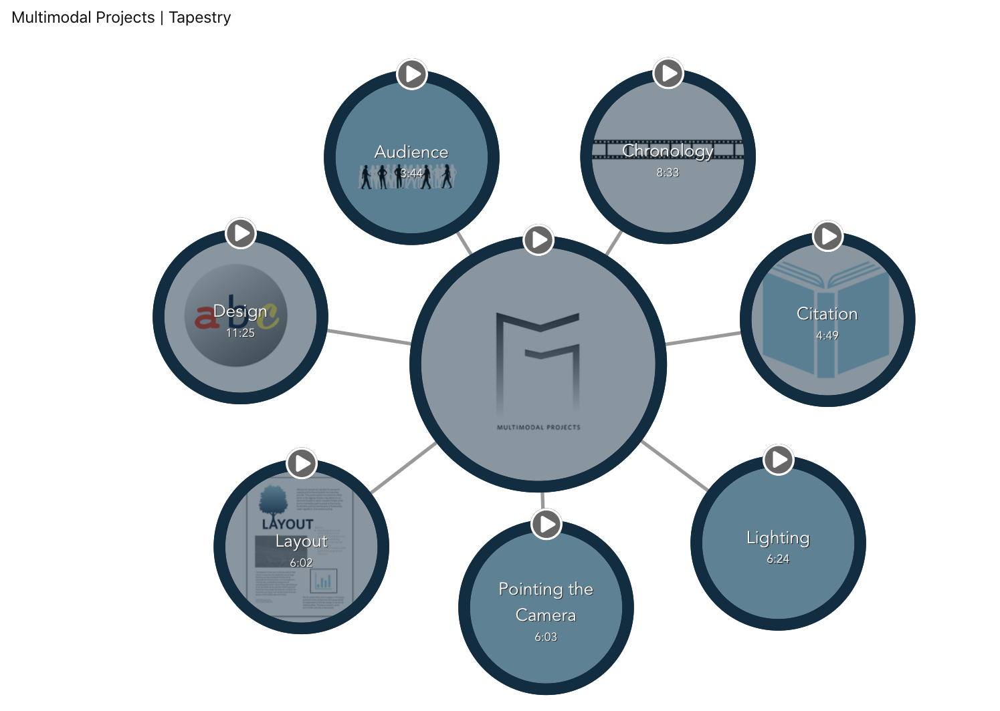 Multimodal Projects | Tapestry
Audience
3:44
Chronology
8:33
abc
Design
11:25
Citation
4:49
MULTIMODAL PROJECTS
LAYOUT
Layout
6:02
Pointing the
Camera
6:03
Lighting
6:24